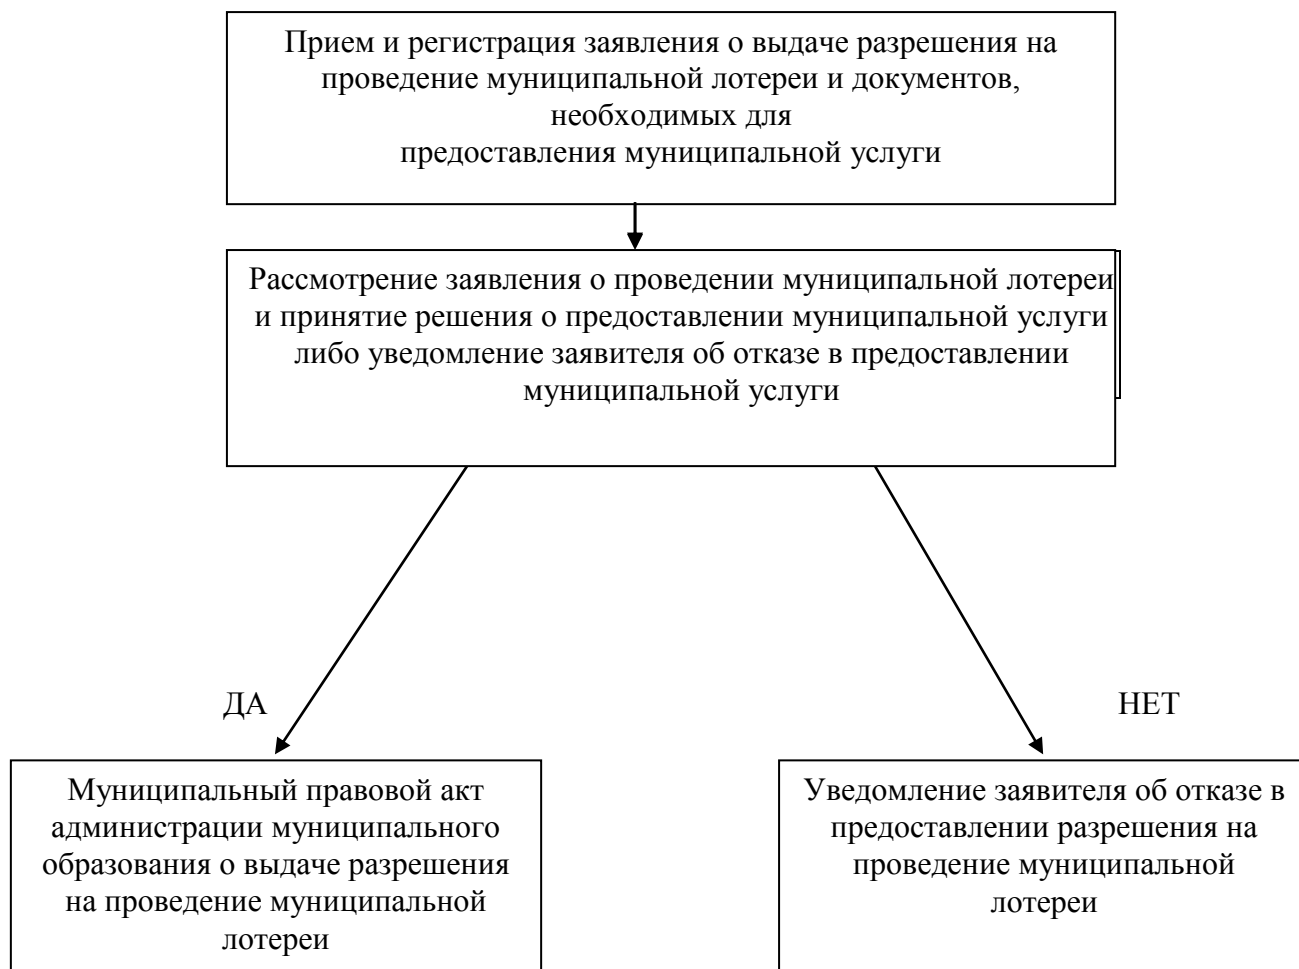 Прием и регистрация заявления о выдаче разрешения на
проведение муниципальной лотереи и документов,
необходимых для
предоставления муниципальной услуги
Рассмотрение заявления о проведении муниципальной лотереи
и принятие решения о предоставлении муниципальной услуги
либо уведомление заявителя об отказе в предоставлении
муниципальной услуги
ДА
НЕТ
Муниципальный правовой акт
администрации муниципального
образования о выдаче разрешения
на проведение муниципальной
лотереи
Уведомление заявителя об отказе в
предоставлении разрешения на
проведение муниципальной
лотереи